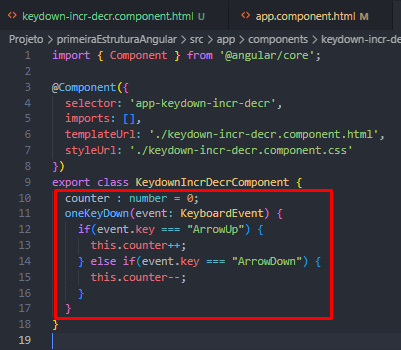 keydown-incr-decr.component.html U
app.component.html M
Projeto > primeiraEstruturaAngular > src > app > components > keydown-incr-de
1 import { Component } from '@angular/core';
2
3 @Component({
4 selector: 'app-keydown-incr-decr',
5 imports: [],
6 templateUrl: './keydown-incr-decr.component.html',
7 styleUrl: './keydown-incr-decr.component.css'
8 })
9 export class KeydownIncrDecrComponent {
10 counter : number = 0;
11 oneKeyDown(event: KeyboardEvent) {
12 if(event.key === "ArrowUp") {
13 this.counter++;
14 } else if(event.key === "ArrowDown") {
15 this.counter--;
16 }
17 }
18 }
19